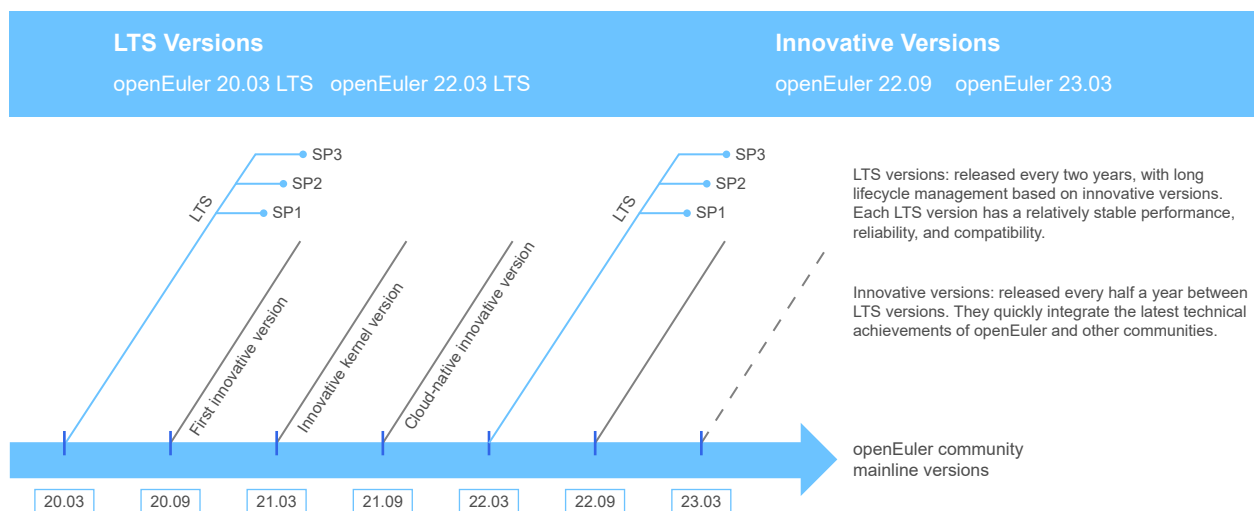 LTS Versions
openEuler 20.03 LTS openEuler 22.03 LTS
Innovative Versions
openEuler 22.09 openEuler 23.03
SP3
SP2
SP1
LTS
First innovative version
Innovative kernel version
Cloud-native innovative version
SP3
SP2
SP1
LTS
LTS versions: released every two years, with long
lifecycle management based on innovative versions.
Each LTS version has a relatively stable performance,
reliability, and compatibility.
Innovative versions: released every half a year between
LTS versions. They quickly integrate the latest technical
achievements of openEuler and other communities.
openEuler community
mainline versions
20.03
20.09
21.03
21.09
22.03
22.09
23.03